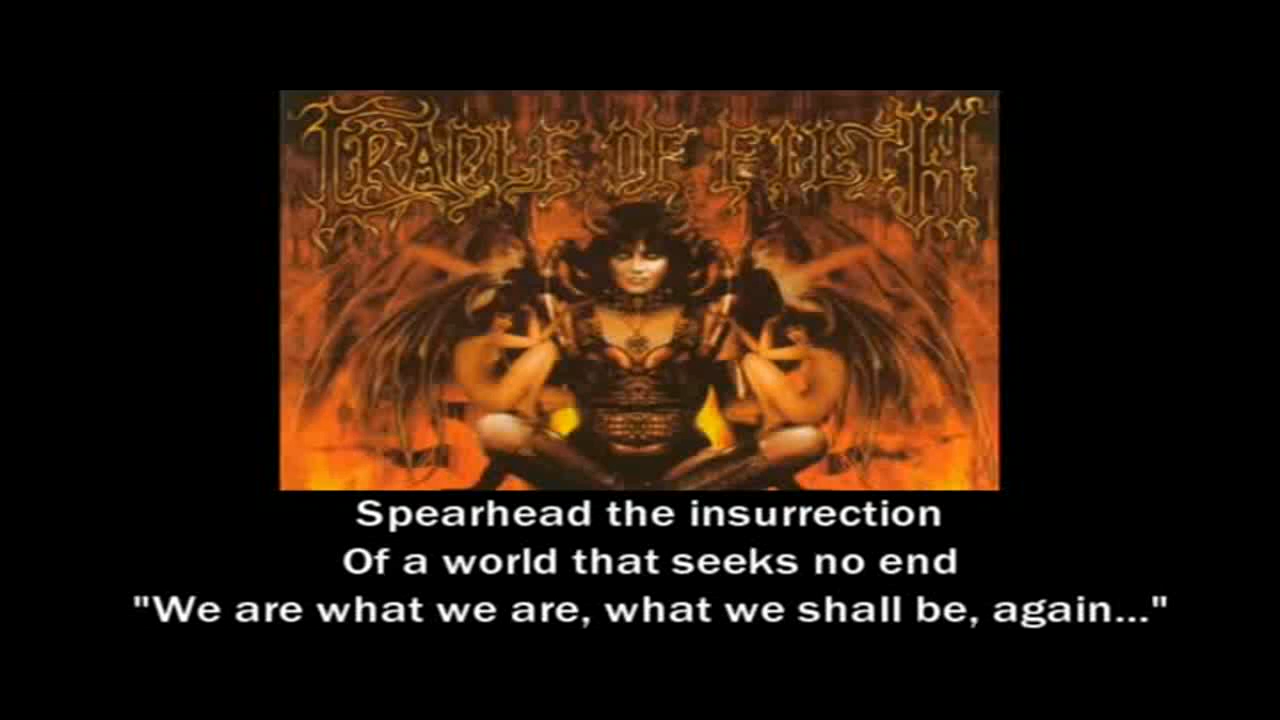 CRADLE OF FILTH
Spearhead the insurrection
Of a world that seeks no end
"We are what we are, what we shall be, again..."